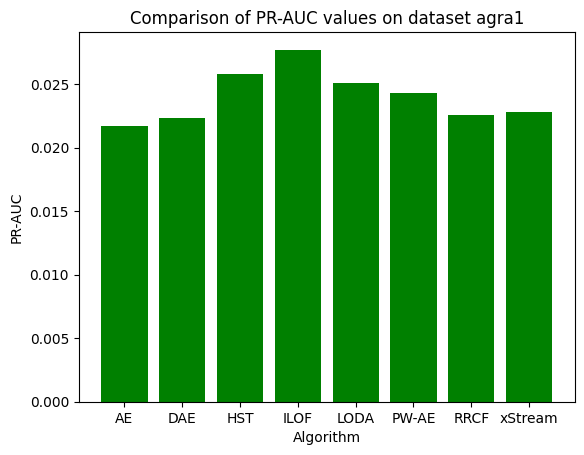 Comparison of PR-AUC values on dataset agra1
PR-AUC
0.025
0.020
0.015
0.010
0.005
0.000
AE DAE HST ILOF LODA PW-AE RRCF xStream
Algorithm